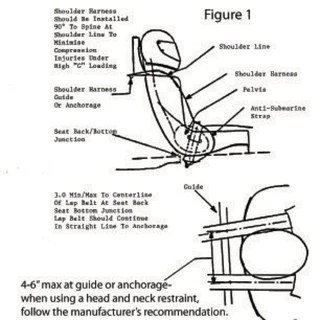 Shoulder Harness
Should Be Installed
90° To Spine At
Shoulder Line To
Minimise
Compression
Injuries Under
High "G" Loading
Figure 1
Shoulder Line
Shoulder Harness
Pelvis
Shoulder Harness
Guide
Or Anchorage
Anti-Submarine
Strap
Seat Back/Bottom
Junction
3.0 Min/Max To Centerline
Of Lap Belt At Seat Back
Seat Bottom Junction
Lap Belt Should Continue
In Straight Line To Anchorage
Guide
4-6" max at guide or anchorage-
when using a head and neck restraint,
follow the manufacturer's recommendation.